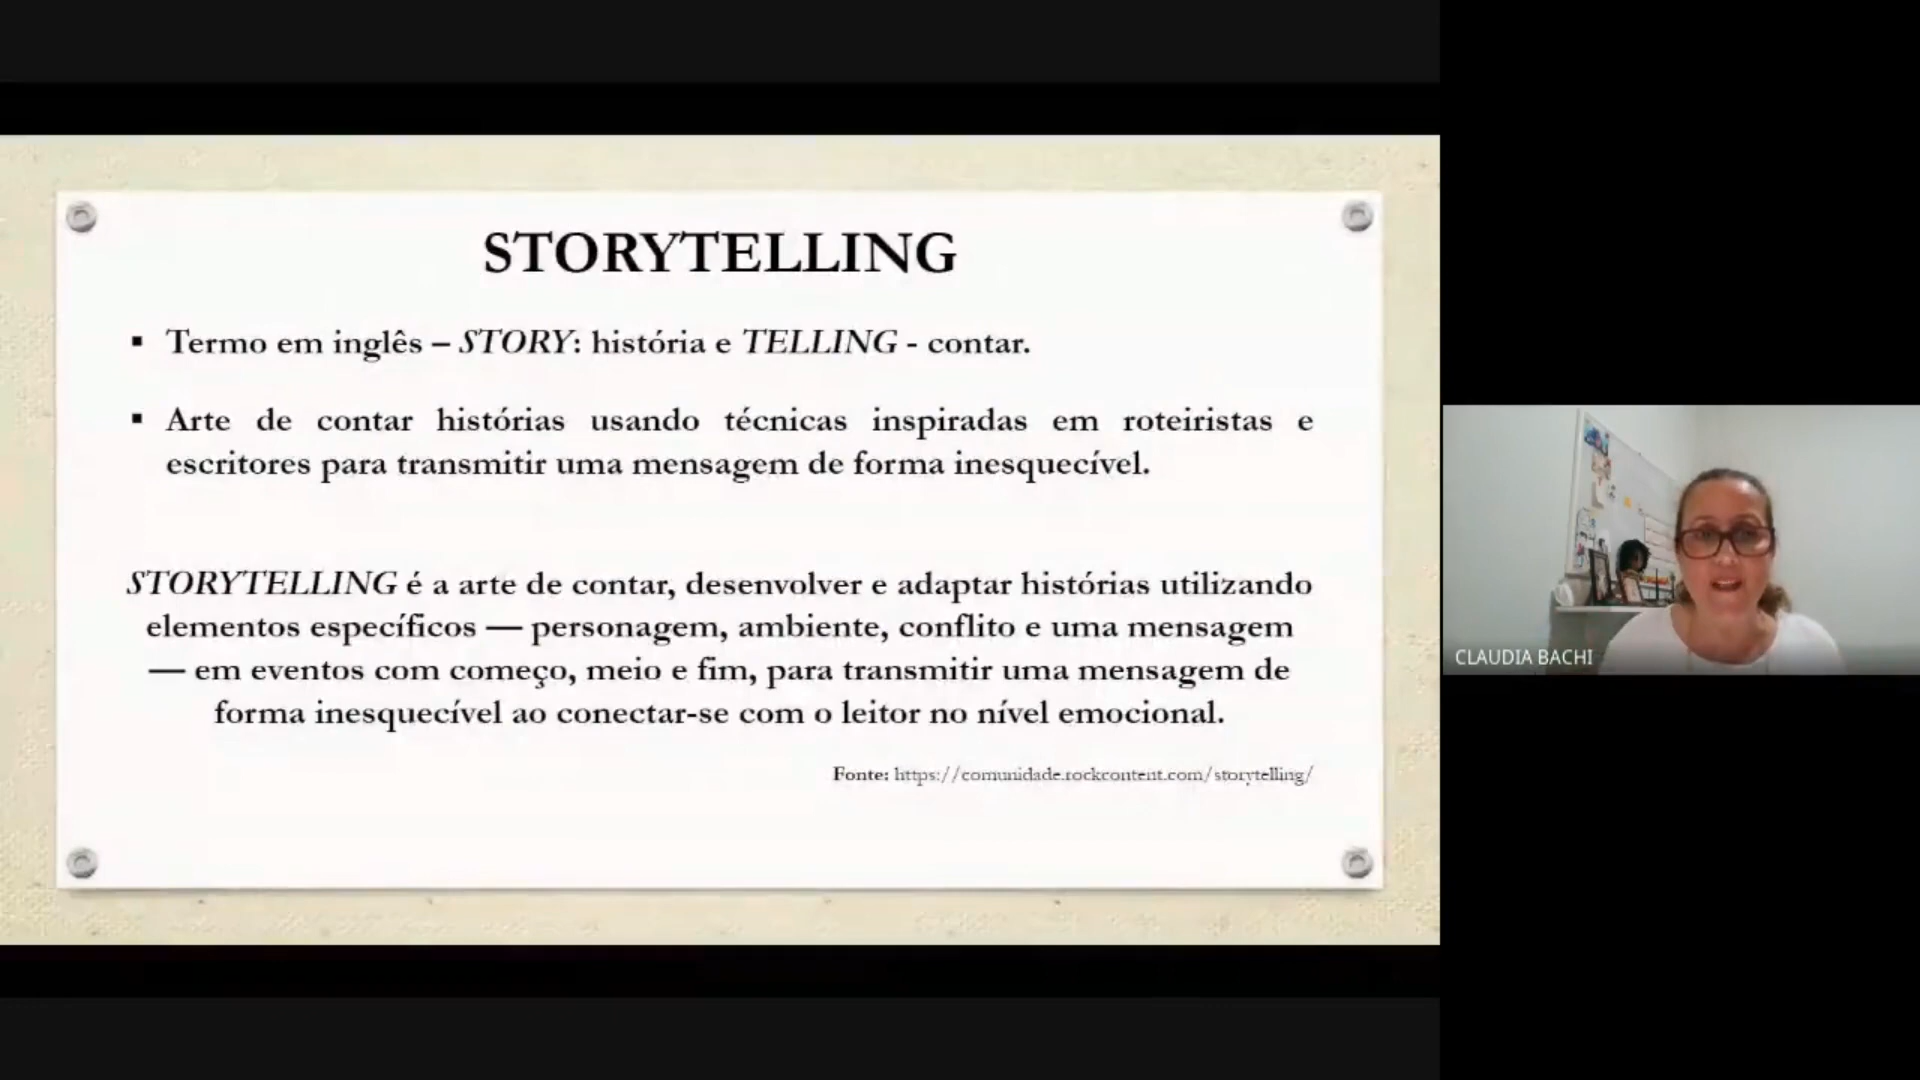 STORYTELLING
▪ Termo em inglês – STORY: história e TELLING - contar.
▪ Arte de contar histórias usando técnicas inspiradas em roteiristas e
escritores para transmitir uma mensagem de forma inesquecível.
STORYTELLING é a arte de contar, desenvolver e adaptar histórias utilizando
elementos específicos — personagem, ambiente, conflito e uma mensagem
— em eventos com começo, meio e fim, para transmitir uma mensagem de
forma inesquecível ao conectar-se com o leitor no nível emocional.
Fonte: https://comunidade.rockcontent.com/storytelling/
CLAUDIA BACHI